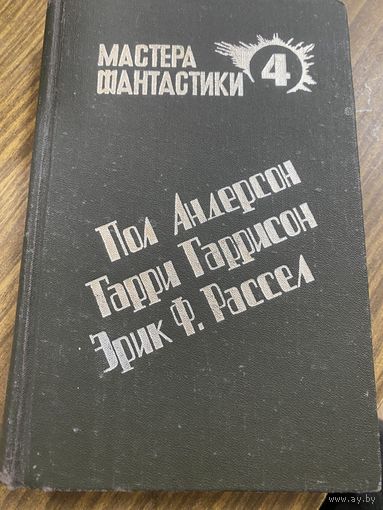 МАСТЕРА
ФАНТАСТИКИ
4
Пол Андерсон
Гарри Гаррисон
Эрик Ф. Рассел
www.ay.by